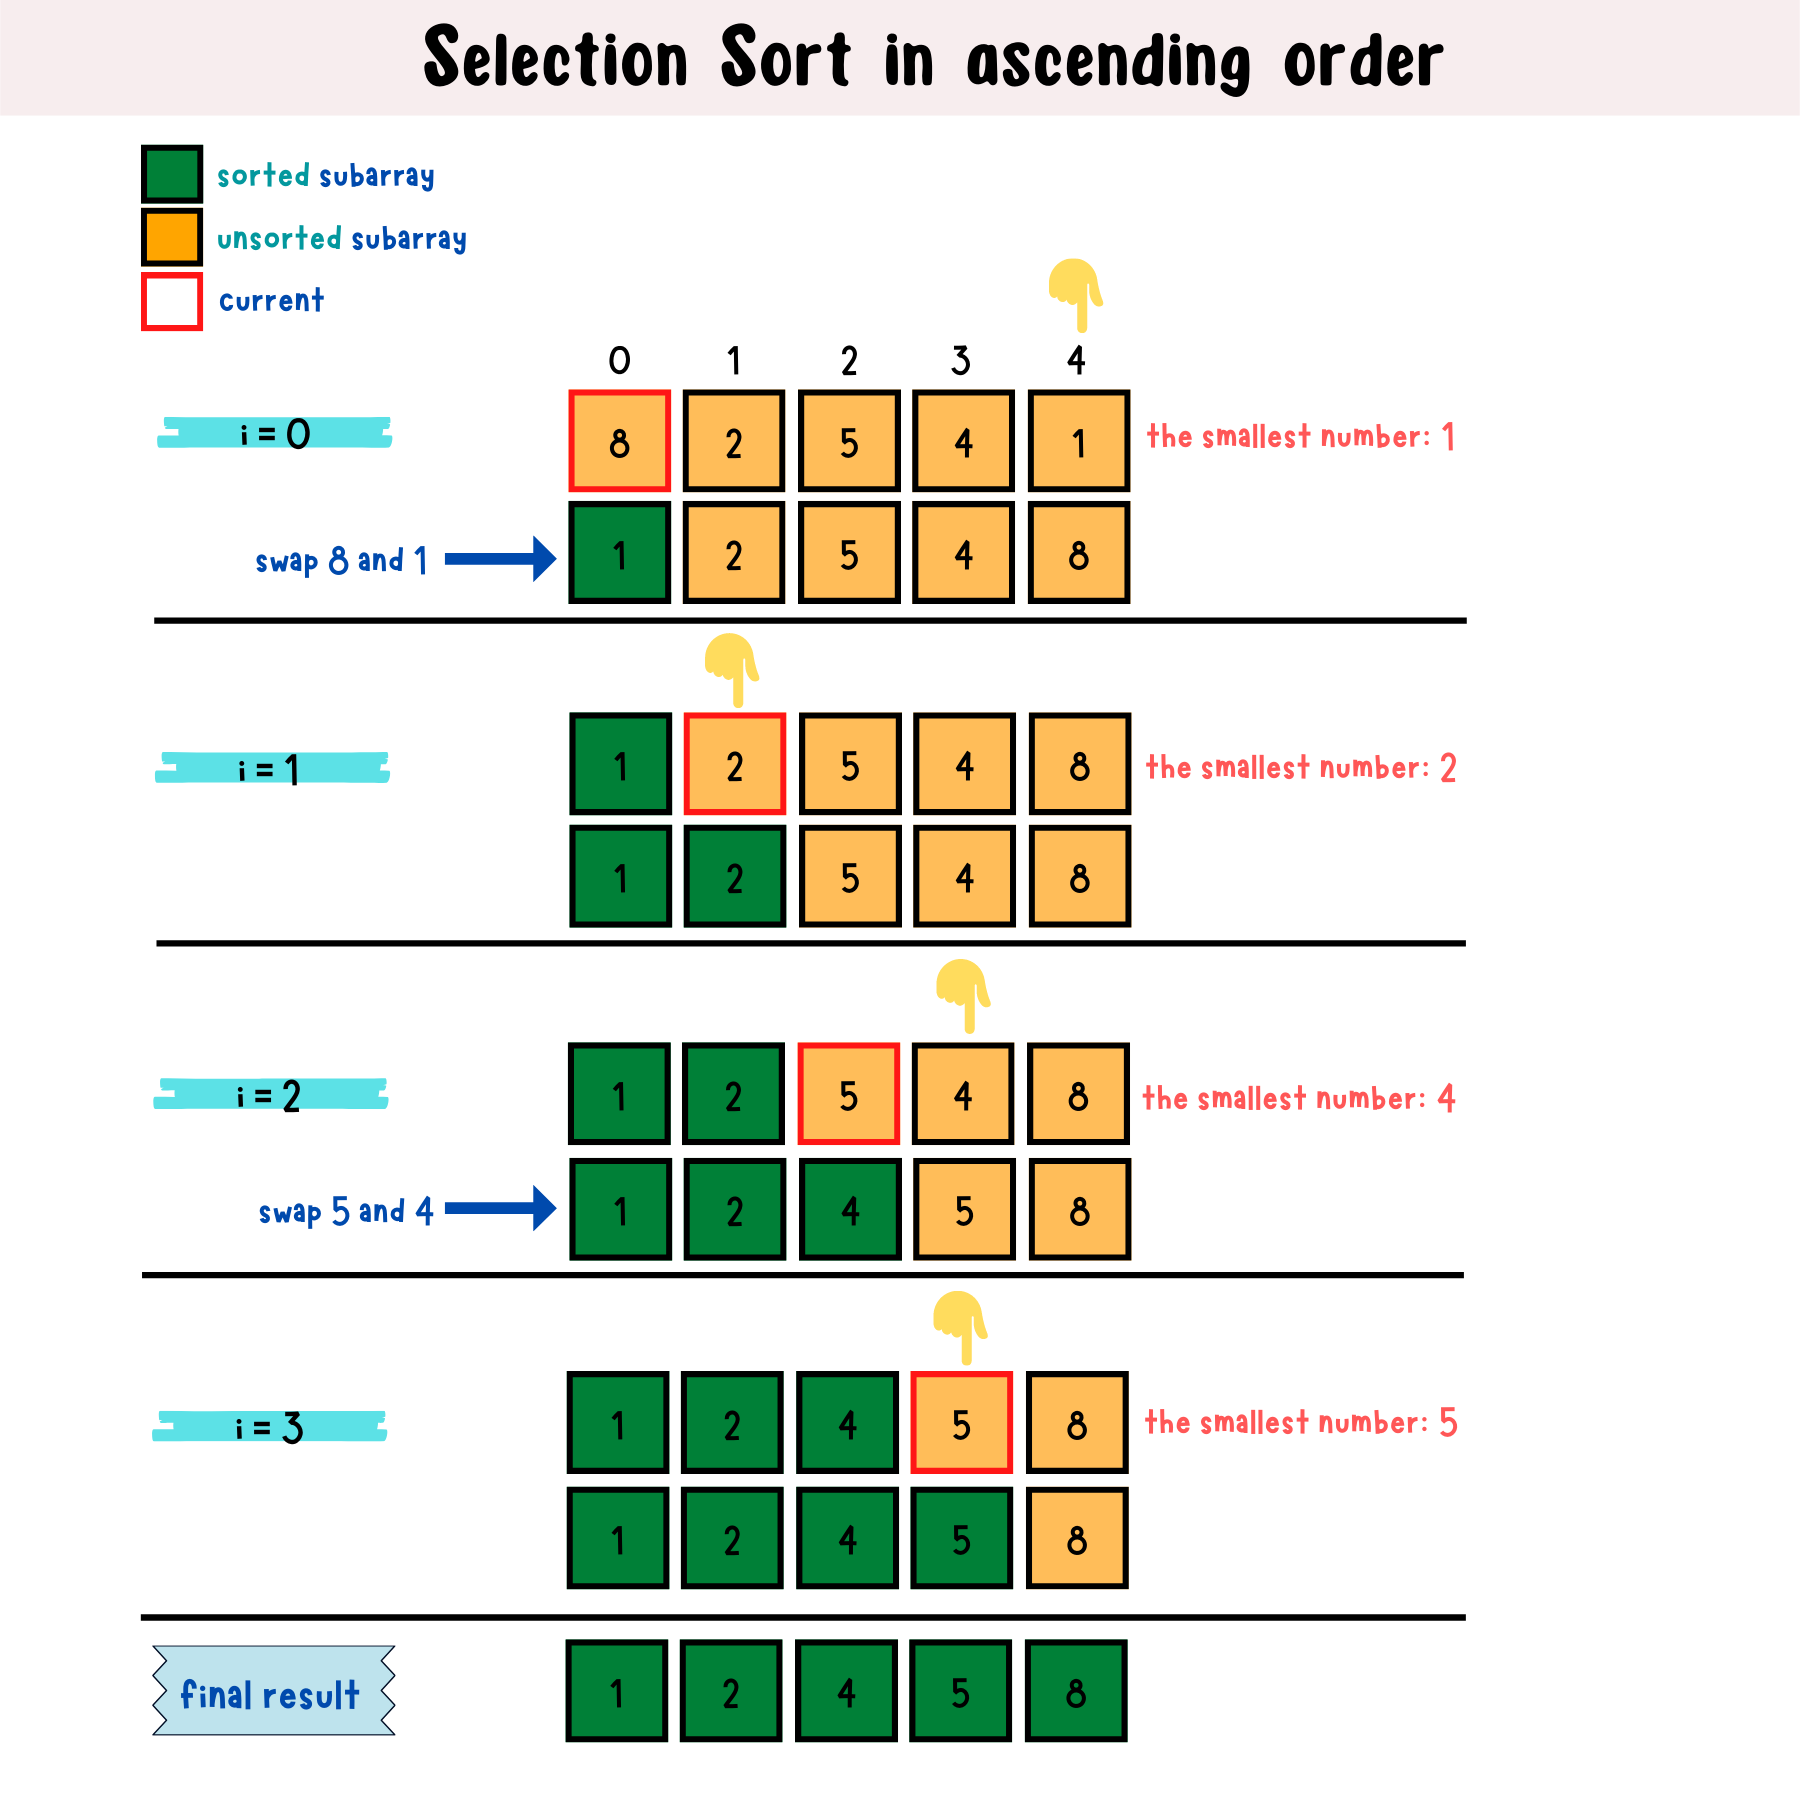 Selection Sort in ascending order
sorted subarray
unsorted subarray
current
0 1 2 3 4
i = 0 8 2 5 4 1 the smallest number: 1
swap 8 and 1 1 2 5 4 8
i = 1 1 2 5 4 8 the smallest number: 2
1 2 5 4 8
i = 2 1 2 5 4 8 the smallest number: 4
swap 5 and 4 1 2 4 5 8
i = 3 1 2 4 5 8 the smallest number: 5
1 2 4 5 8
final result 1 2 4 5 8